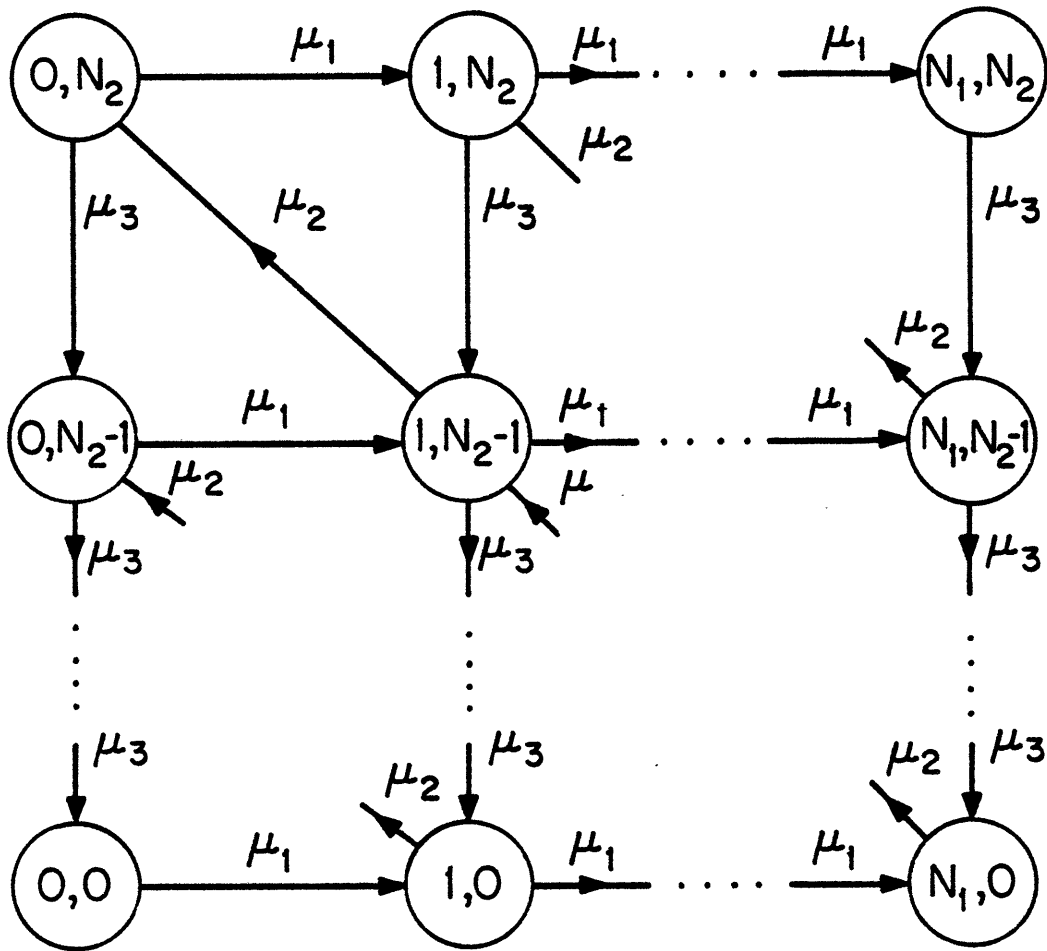 μ₁ μ₁ μ₁
0,N₂ 1,N₂ N₁,N₂
μ₂
μ₃ μ₂ μ₃ μ₃
μ₂
μ₁ μ₁ μ₁
0,N₂-1 1,N₂-1 N₁,N₂-1
μ₂ μ
μ₃ μ₃ μ₃
μ₃ μ₃ μ₃
μ₂ μ₂
μ₁ μ₁ μ₁
0,0 1,0 N₁,0